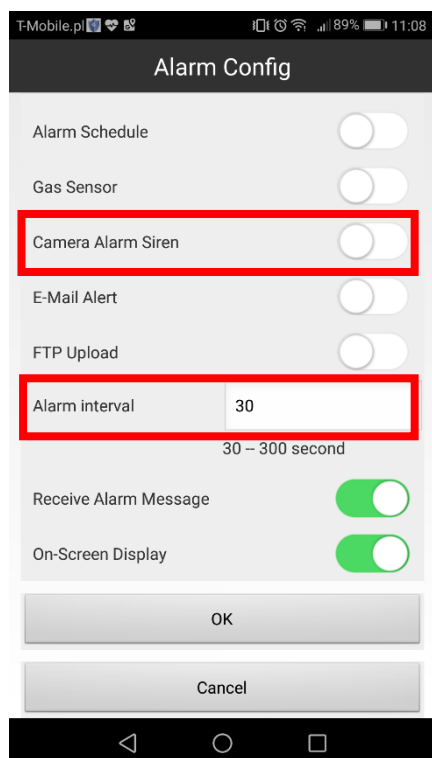 T-Mobile.pl 89% 11:08
Alarm Config
Alarm Schedule
Gas Sensor
Camera Alarm Siren
E-Mail Alert
FTP Upload
Alarm interval 30
30 -- 300 second
Receive Alarm Message
On-Screen Display
OK
Cancel